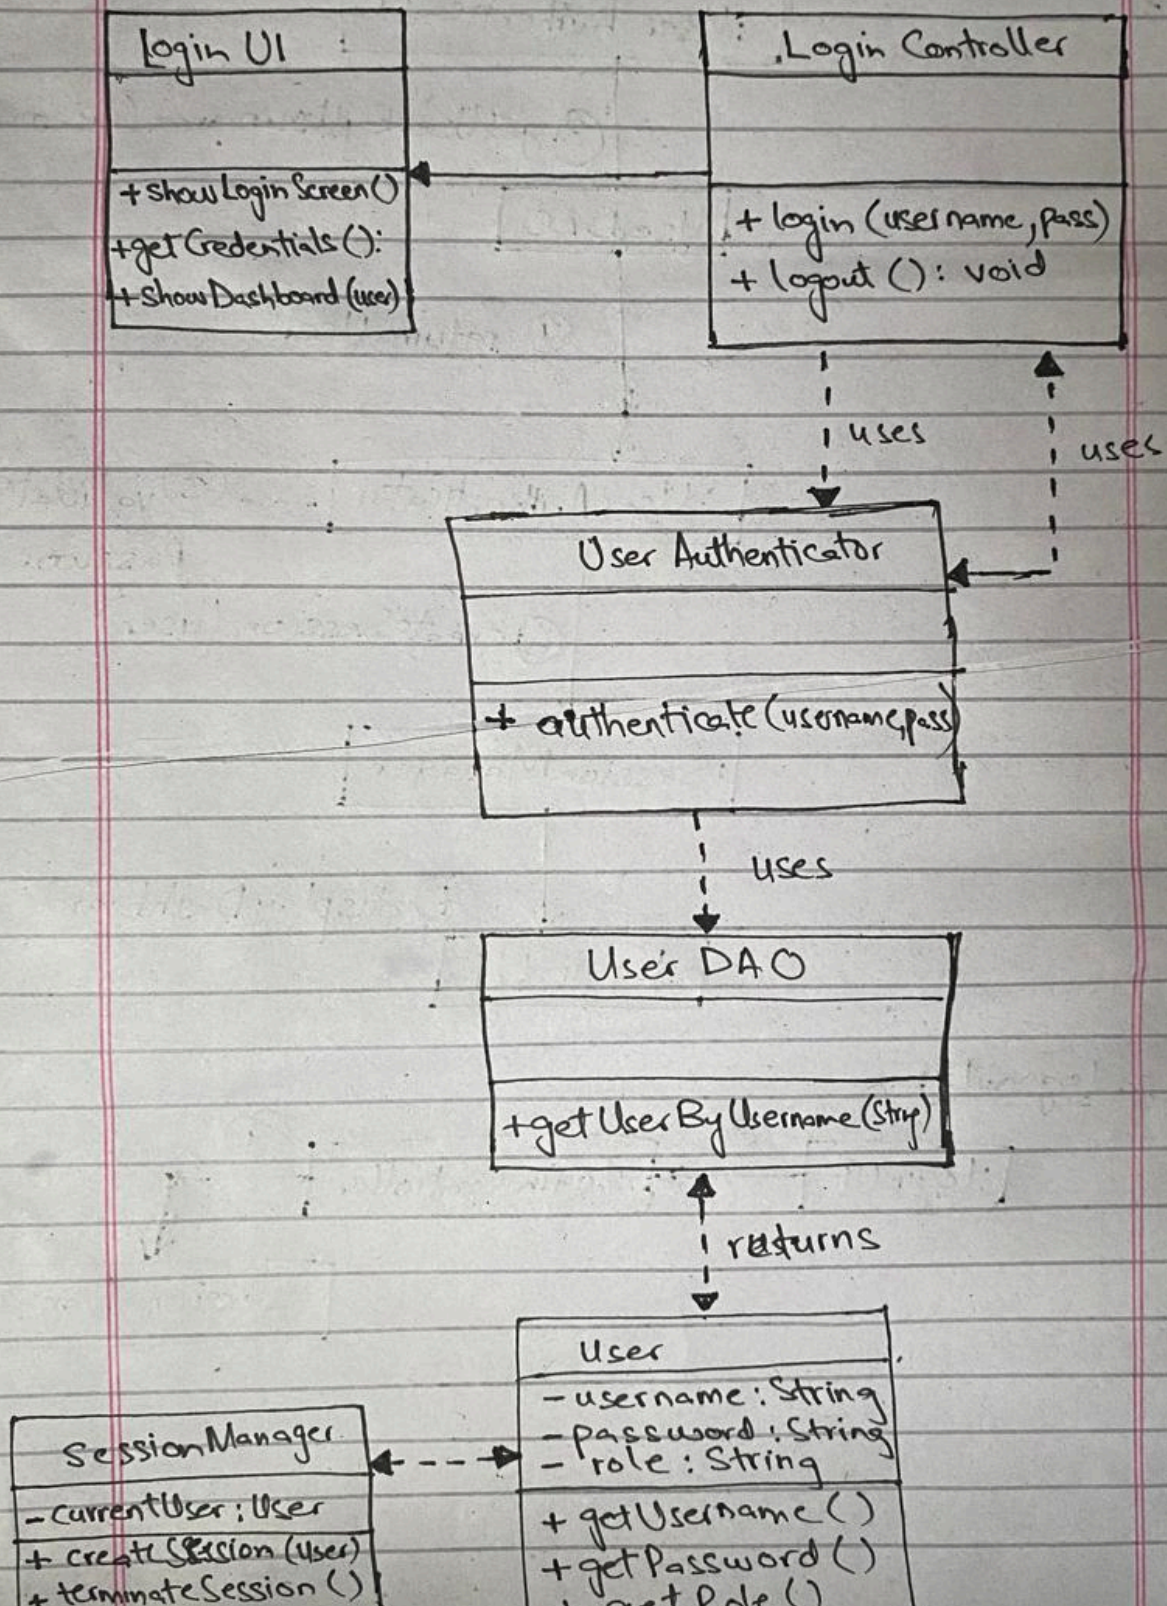 Login UI
+ showLoginScreen()
+getCredentials():
+ showDashboard(user)
Login Controller
+ login (username, pass)
+ logout (): void
uses
uses
User Authenticator
+ authenticate(username,pass)
uses
User DAO
+getUserByUsername(String)
returns
User
- username: String
- password: String
- role: String
+ getUsername()
+ getPassword()
getRole()
SessionManager
- currentUser: User
+ createSession(user)
+ terminateSession()